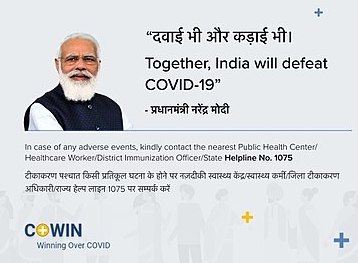 “दवाई भी और कड़ाई भी।
Together, India will defeat
COVID-19”
- प्रधानमंत्री नरेंद्र मोदी
In case of any adverse events, kindly contact the nearest Public Health Center/
Healthcare Worker/District Immunization Officer/State Helpline No. 1075
टीकाकरण पश्चात किसी प्रतिकूल घटना के होने पर नज़दीकी स्वास्थ्य केंद्र/स्वास्थ्य कर्मी/जिला टीकाकरण
अधिकारी/राज्य हेल्प लाइन 1075 पर सम्पर्क करें
COWIN
Winning Over COVID